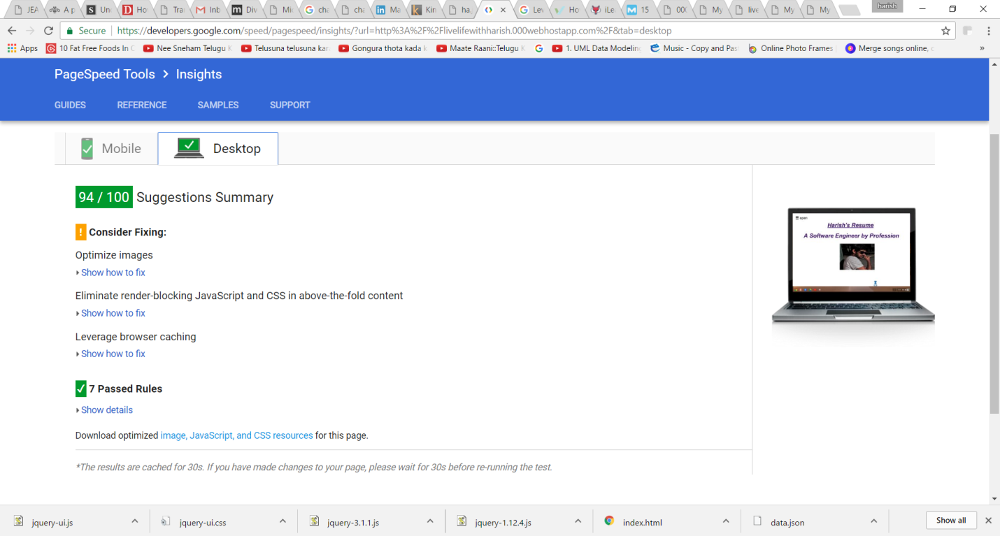 JEA
A p
Un
Ho
Tra
Inb
Div
Mi
cha
cha
Ma
Kin
ha
Lev
Ho
iLe
15
00
My
live
My
My
harish
Secure https://developers.google.com/speed/pagespeed/insights/?url=http%3A%2F%2Flivelifewithharish.000webhostapp.com%2F&tab=desktop
Apps
10 Fat Free Foods In
Nee Sneham Telugu K
Telusuna telusuna kar
Gongura thota kada k
Maate Raani::Telugu K
1. UML Data Modeling
Music - Copy and Pas
Online Photo Frames
Merge songs online, c
PageSpeed Tools > Insights
GUIDES REFERENCE SAMPLES SUPPORT
Mobile Desktop
94 / 100 Suggestions Summary
! Consider Fixing:
Optimize images
Show how to fix
Eliminate render-blocking JavaScript and CSS in above-the-fold content
Show how to fix
Leverage browser caching
Show how to fix
7 Passed Rules
Show details
Download optimized image, JavaScript, and CSS resources for this page.
*The results are cached for 30s. If you have made changes to your page, please wait for 30s before re-running the test.
open
Harish's Resume
A Software Engineer by Profession
jquery-ui.js
jquery-ui.css
jquery-3.1.1.js
jquery-1.12.4.js
index.html
data.json
Show all